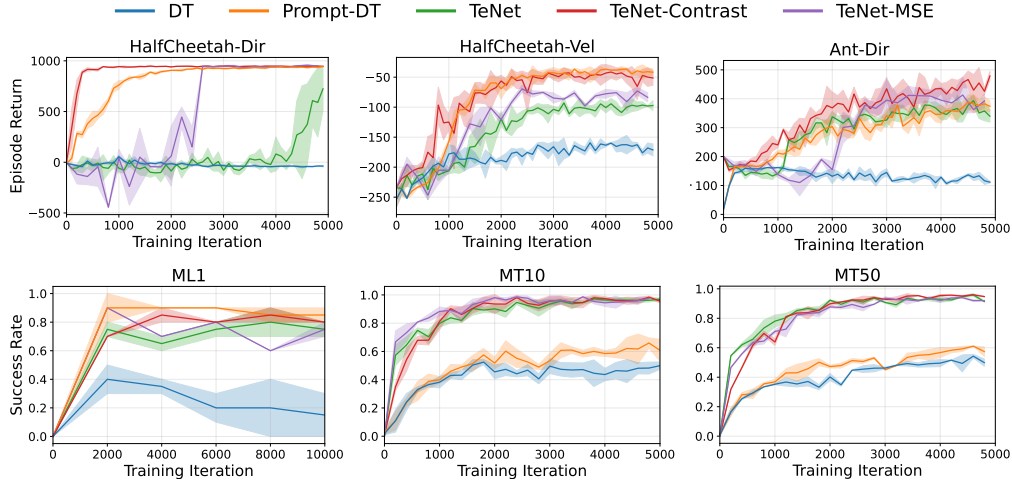 DT Prompt-DT TeNet TeNet-Contrast TeNet-MSE
HalfCheetah-Dir
Episode Return
1000
500
0
−500
0 1000 2000 3000 4000 5000
Training Iteration
HalfCheetah-Vel
−50
−100
−150
−200
−250
0 1000 2000 3000 4000 5000
Training Iteration
Ant-Dir
500
400
300
200
100
0
0 1000 2000 3000 4000 5000
Training Iteration
ML1
Success Rate
1.0
0.8
0.6
0.4
0.2
0.0
0 2000 4000 6000 8000 10000
Training Iteration
MT10
1.0
0.8
0.6
0.4
0.2
0.0
0 1000 2000 3000 4000 5000
Training Iteration
MT50
1.0
0.8
0.6
0.4
0.2
0.0
0 1000 2000 3000 4000 5000
Training Iteration